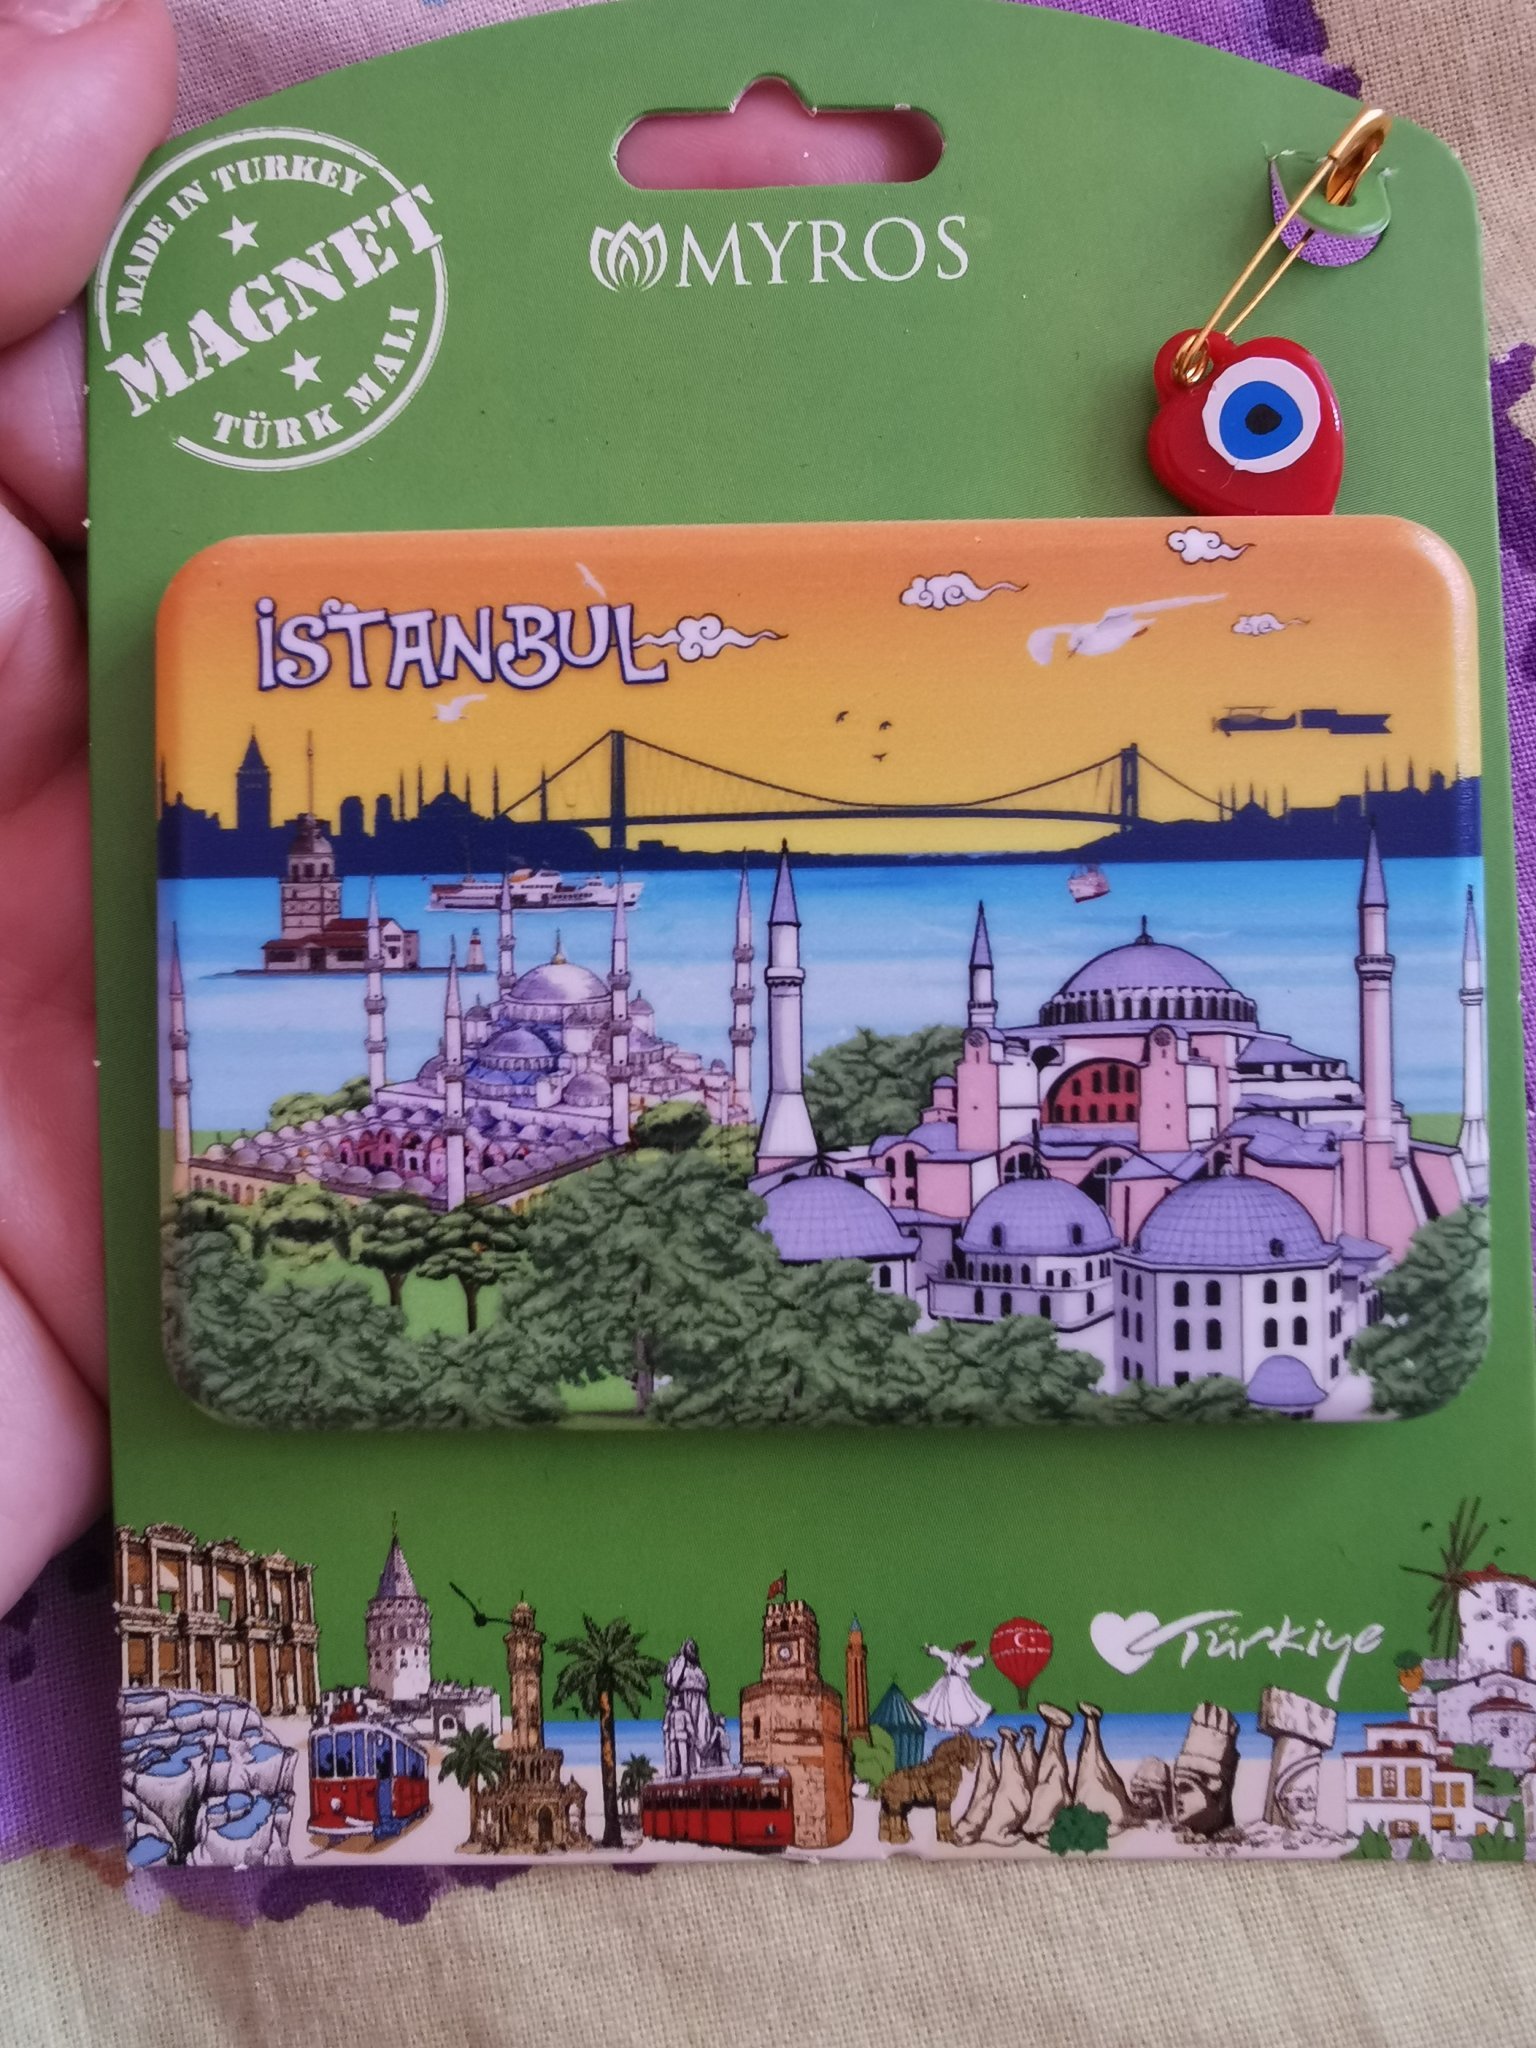 MADE IN TURKEY
MAGNET
TÜRK MALI
MYROS
İSTANBUL
Türkiye